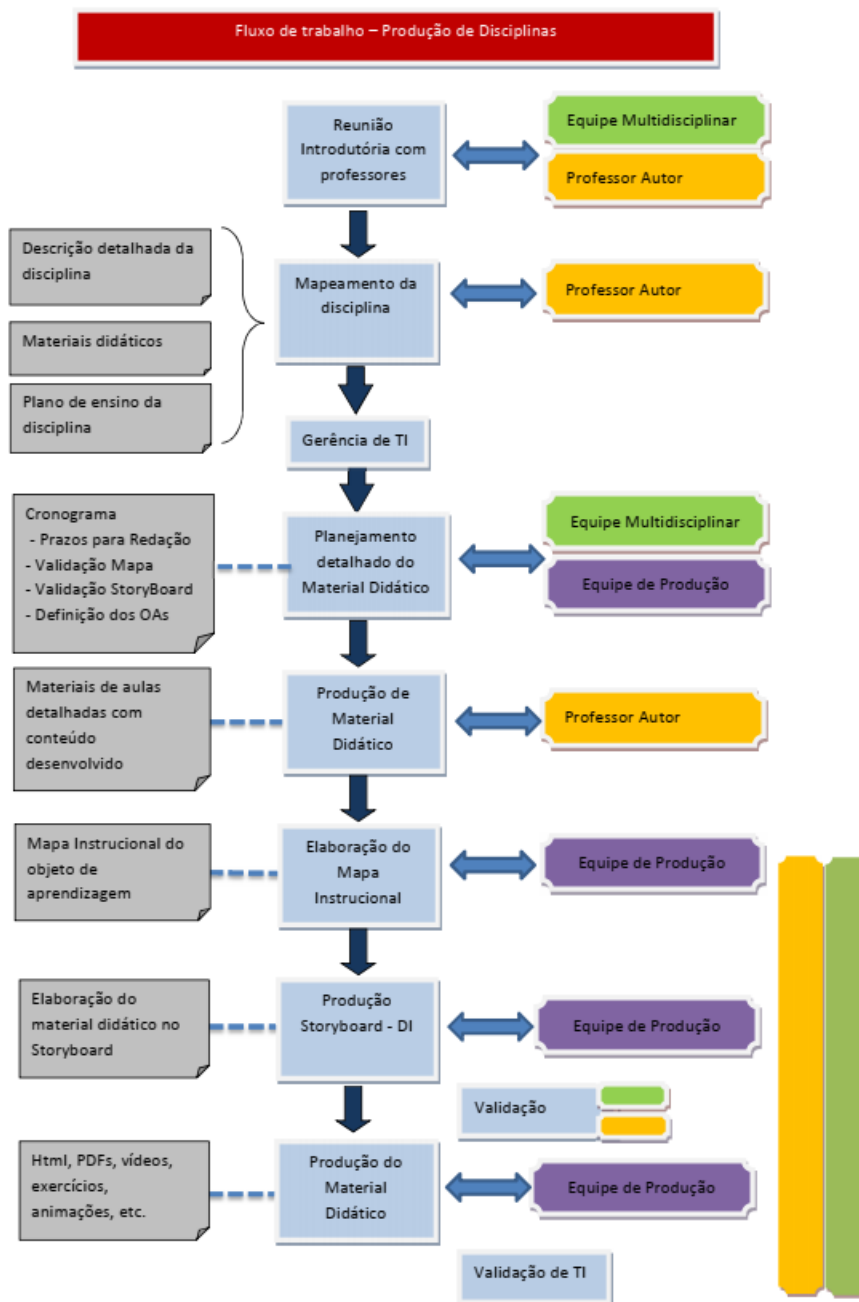 Fluxo de trabalho – Produção de Disciplinas
Reunião
Introdutória com
professores
Equipe Multidisciplinar
Professor Autor
Descrição detalhada da
disciplina
Materiais didáticos
Plano de ensino da
disciplina
Mapeamento da
disciplina
Professor Autor
Gerência de TI
Cronograma
- Prazos para Redação
- Validação Mapa
- Validação StoryBoard
- Definição dos OAs
Planejamento
detalhado do
Material Didático
Equipe Multidisciplinar
Equipe de Produção
Materiais de aulas
detalhadas com
conteúdo
desenvolvido
Produção de
Material
Didático
Professor Autor
Mapa Instrucional do
objeto de
aprendizagem
Elaboração do
Mapa
Instrucional
Equipe de Produção
Elaboração do
material didático no
Storyboard
Produção
Storyboard - DI
Equipe de Produção
Validação
Html, PDFs, vídeos,
exercícios,
animações, etc.
Produção do
Material
Didático
Equipe de Produção
Validação de TI